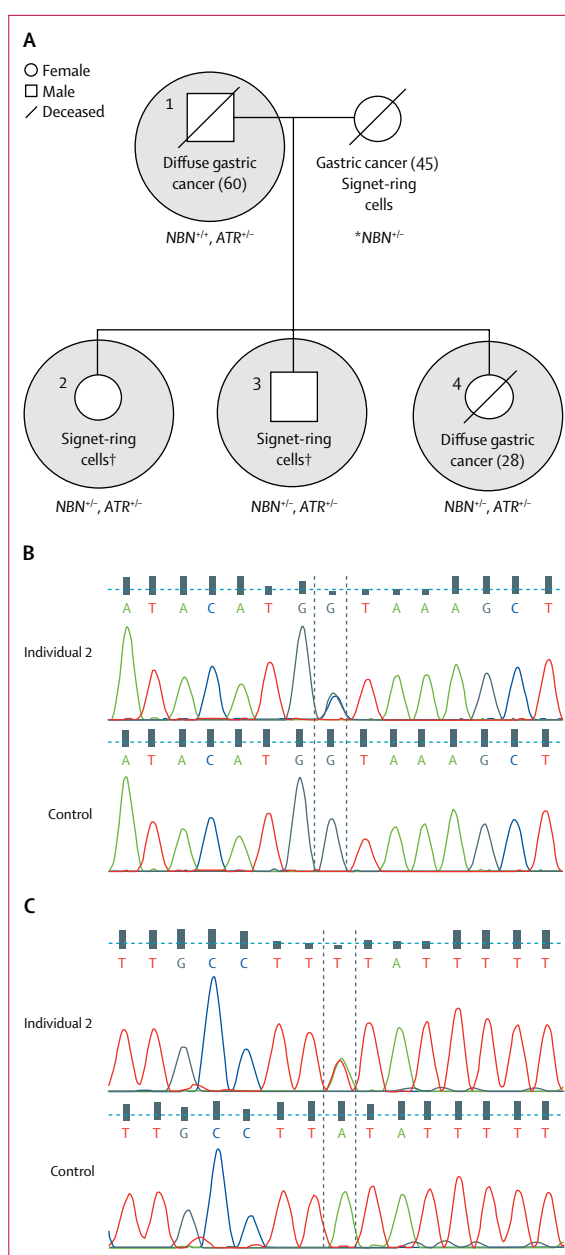 A
Female
Male
Deceased
1
Diffuse gastric
cancer (60)
NBN+/+, ATR+/–
Gastric cancer (45)
Signet-ring
cells
*NBN+/–
2
Signet-ring
cells†
NBN+/–, ATR+/–
3
Signet-ring
cells†
NBN+/–, ATR+/–
4
Diffuse gastric
cancer (28)
NBN+/–, ATR+/–
B
A T A C A T G G T A A A G C T
Individual 2
A T A C A T G G T A A A G C T
Control
C
T T G C C T T T T A T T T T T
Individual 2
T T G C C T T A T A T T T T T
Control